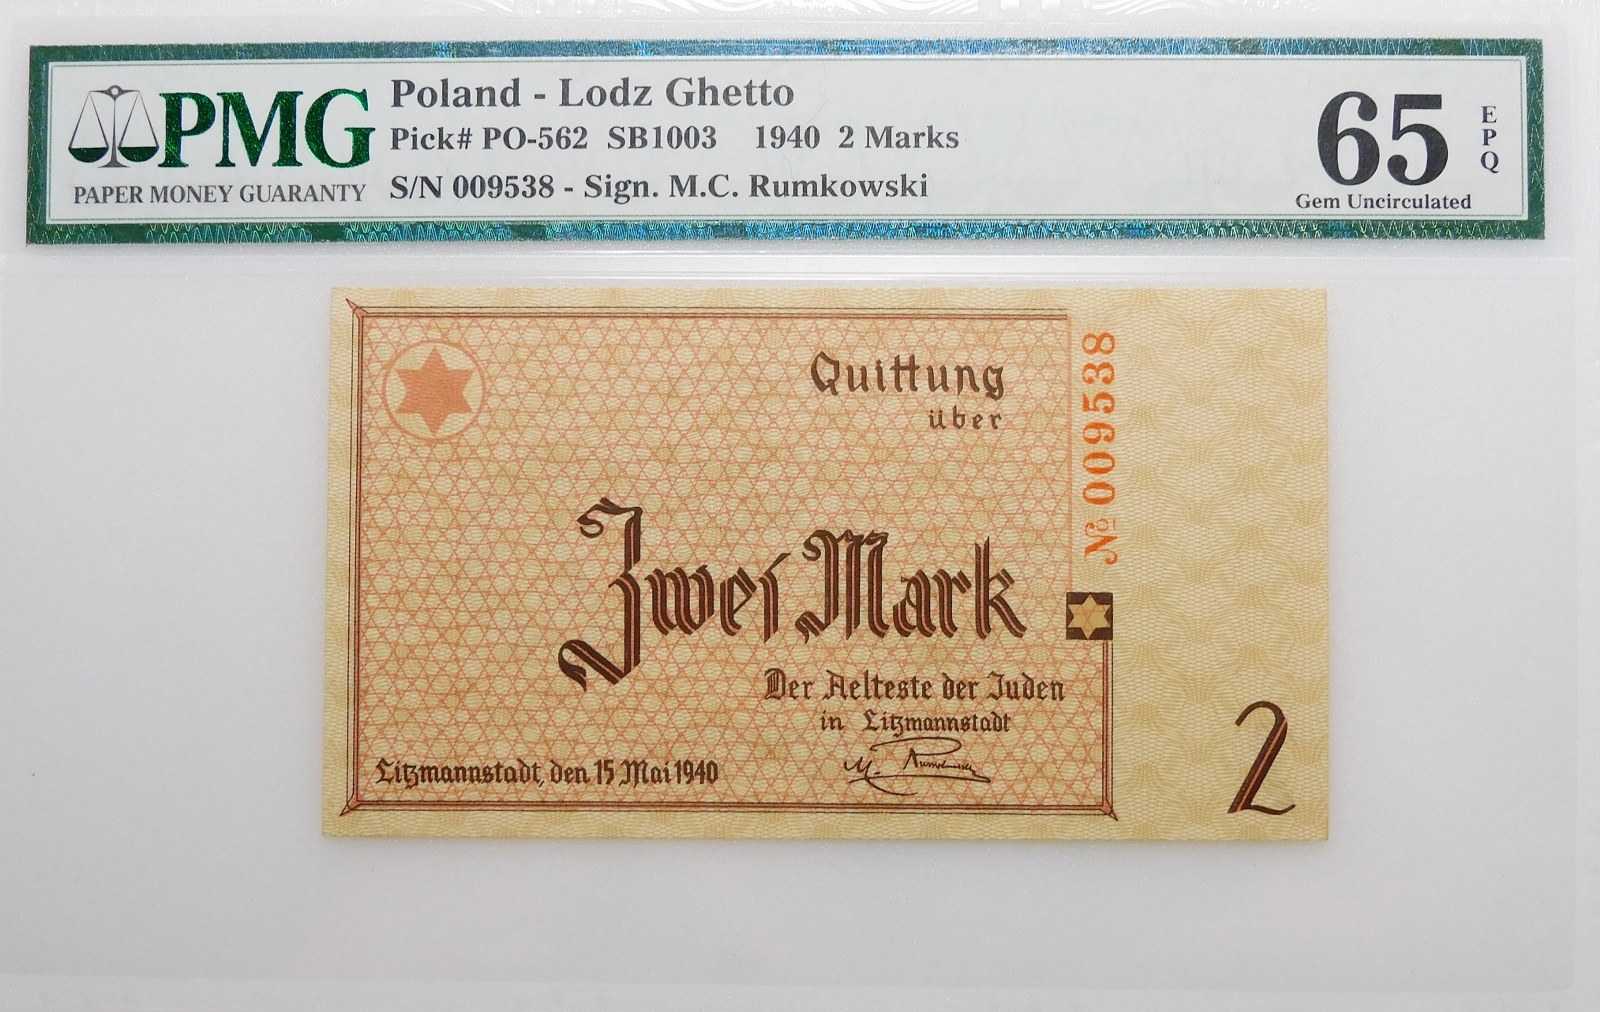 PMG
PAPER MONEY GUARANTY
Poland - Lodz Ghetto
Pick# PO-562 SB1003 1940 2 Marks
S/N 009538 - Sign. M.C. Rumkowski
65
EPQ
Gem Uncirculated
Quittung
über
№ 009538
Zwei Mark
Der Aelteste der Juden
in Litzmannstadt
M. Rumkowski
Litzmannstadt, den 15 Mai 1940
2